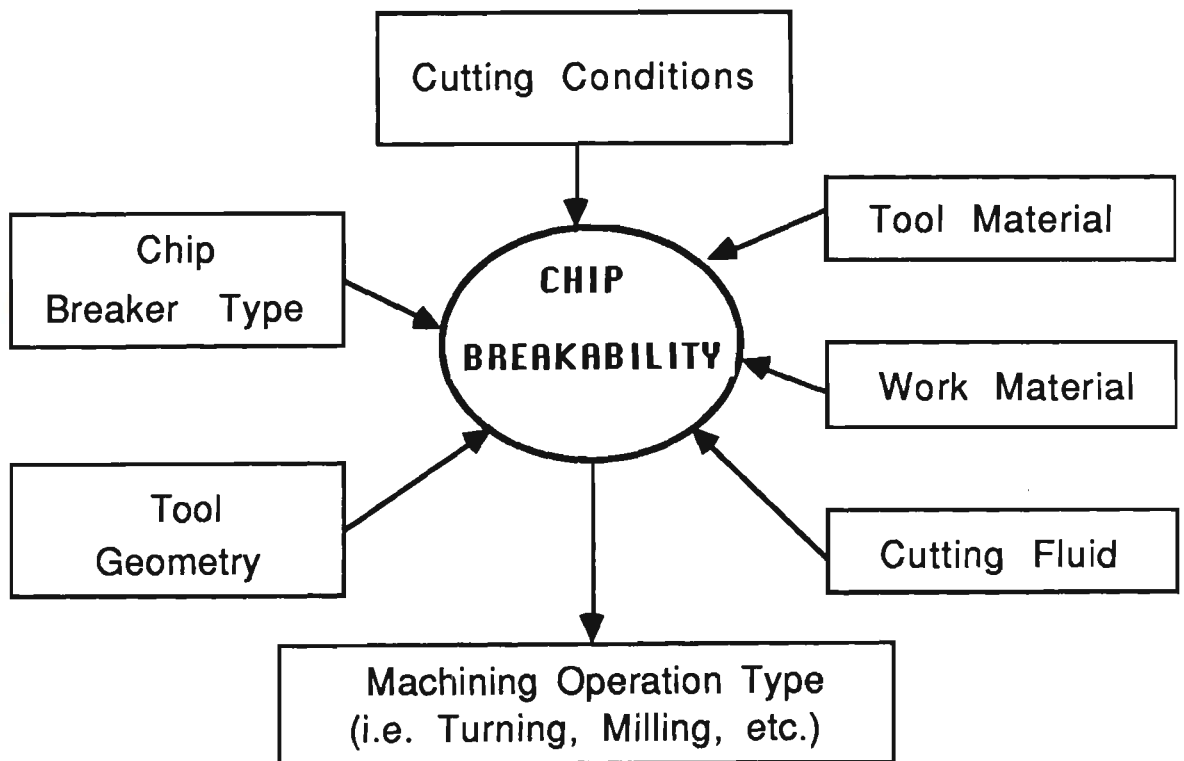 Cutting Conditions
Tool Material
Chip
Breaker Type
CHIP
BREAKABILITY
Work Material
Tool
Geometry
Cutting Fluid
Machining Operation Type
(i.e. Turning, Milling, etc.)